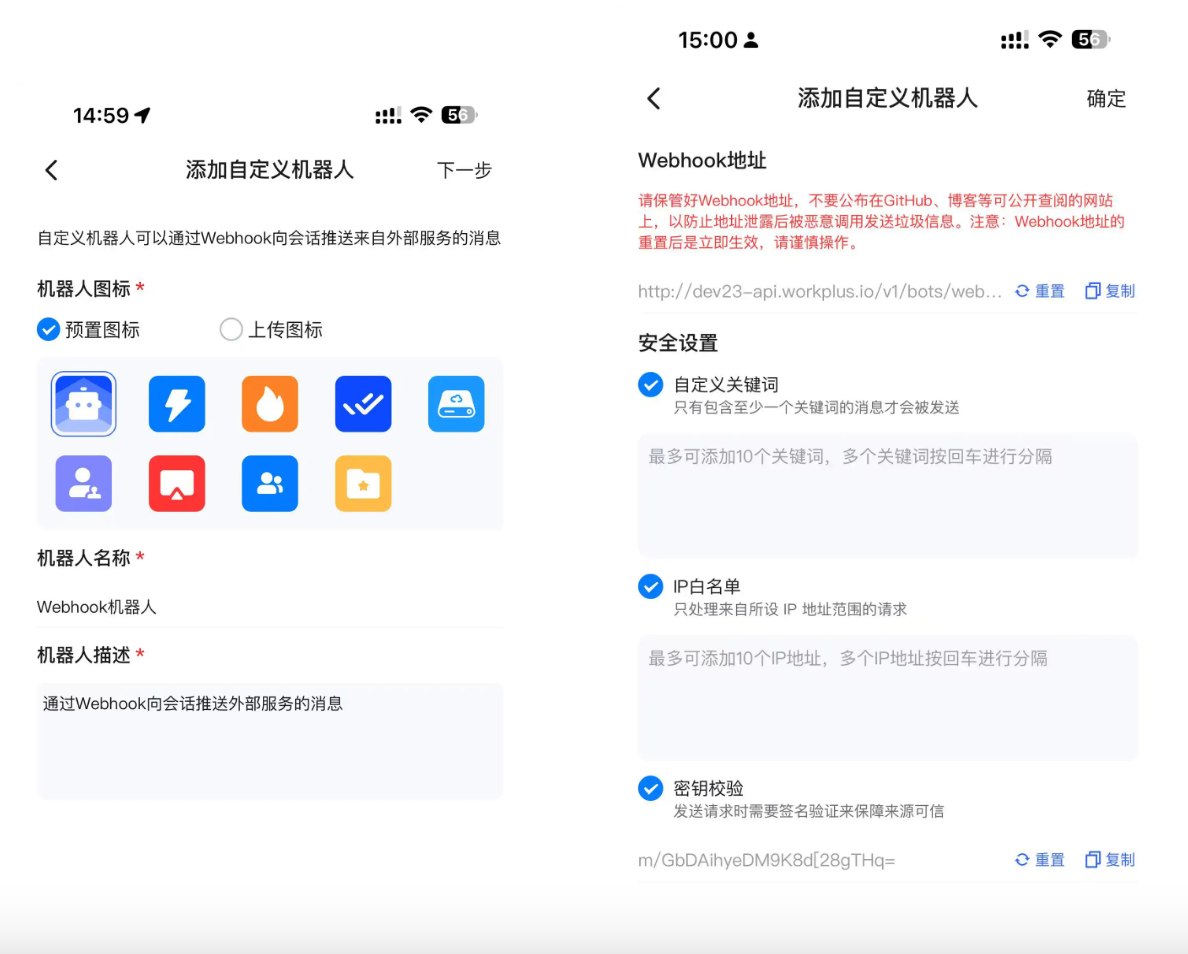 14:59
56
添加自定义机器人
下一步
自定义机器人可以通过Webhook向会话推送来自外部服务的消息
机器人图标 *
预置图标
上传图标
机器人名称 *
Webhook机器人
机器人描述 *
通过Webhook向会话推送外部服务的消息
15:00
56
添加自定义机器人
确定
Webhook地址
请保管好Webhook地址，不要公布在GitHub、博客等可公开查阅的网站
上，以防止地址泄露后被恶意调用发送垃圾信息。注意：Webhook地址的
重置后是立即生效，请谨慎操作。
http://dev23-api.workplus.io/v1/bots/web...
重置
复制
安全设置
自定义关键词
只有包含至少一个关键词的消息才会被发送
最多可添加10个关键词，多个关键词按回车进行分隔
IP白名单
只处理来自所设 IP 地址范围的请求
最多可添加10个IP地址，多个IP地址按回车进行分隔
密钥校验
发送请求时需要签名验证来保障来源可信
m/GbDAihyeDM9K8d[28gTHq=
重置
复制